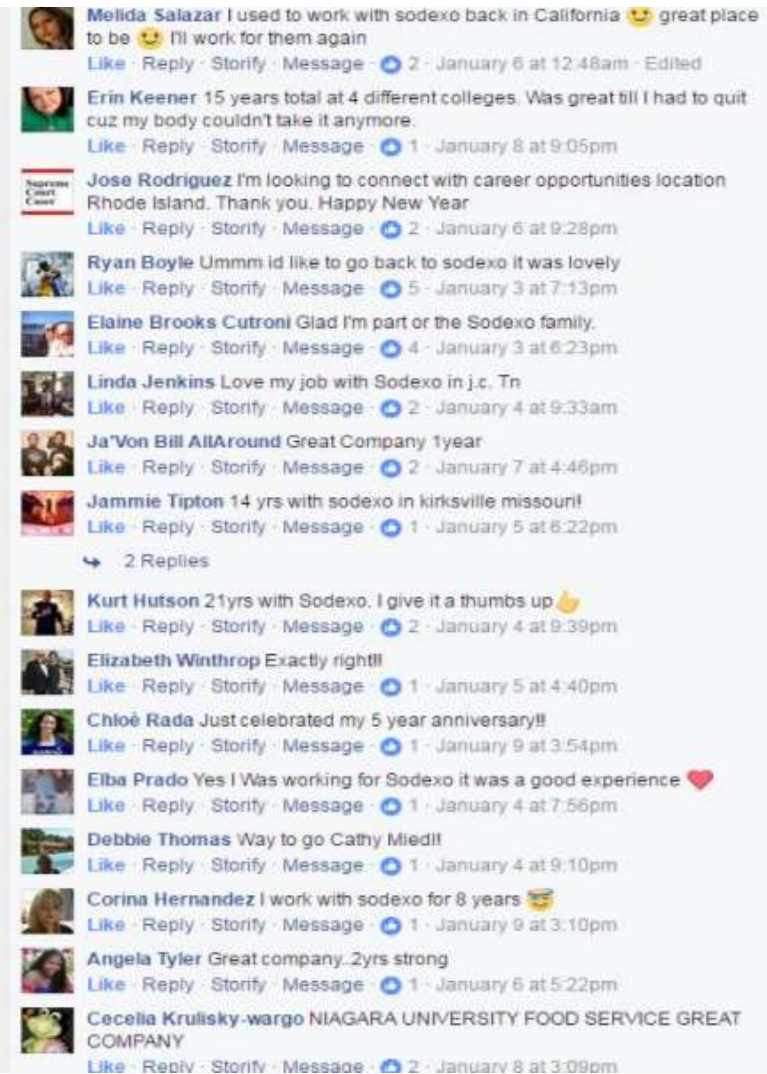 Melida Salazar I used to work with sodexo back in California 😉 great place
to be 😉 I'll work for them again
Like · Reply · Storify · Message · 2 · January 6 at 12:48am · Edited
Erin Keener 15 years total at 4 different colleges. Was great till I had to quit
cuz my body couldn't take it anymore.
Like · Reply · Storify · Message · 1 · January 8 at 9:05pm
Supreme
Court
Cases
Jose Rodriguez I'm looking to connect with career opportunities location
Rhode Island. Thank you. Happy New Year
Like · Reply · Storify · Message · 2 · January 6 at 9:28pm
Ryan Boyle Ummm id like to go back to sodexo it was lovely
Like · Reply · Storify · Message · 5 · January 3 at 7:13pm
Elaine Brooks Cutroni Glad I'm part or the Sodexo family.
Like · Reply · Storify · Message · 4 · January 3 at 6:23pm
Linda Jenkins Love my job with Sodexo in j.c. Tn
Like · Reply · Storify · Message · 2 · January 4 at 9:33am
Ja'Von Bill AllAround Great Company 1year
Like · Reply · Storify · Message · 2 · January 7 at 4:46pm
Jammie Tipton 14 yrs with sodexo in kirksville missouri!
Like · Reply · Storify · Message · 1 · January 5 at 6:22pm
2 Replies
Kurt Hutson 21yrs with Sodexo. I give it a thumbs up 👍
Like · Reply · Storify · Message · 2 · January 4 at 9:39pm
Elizabeth Winthrop Exactly right!!
Like · Reply · Storify · Message · 1 · January 5 at 4:40pm
Chloè Rada Just celebrated my 5 year anniversary!!
Like · Reply · Storify · Message · 1 · January 9 at 3:54pm
Elba Prado Yes I Was working for Sodexo it was a good experience ❤
Like · Reply · Storify · Message · 1 · January 4 at 7:56pm
Debbie Thomas Way to go Cathy Mied!!
Like · Reply · Storify · Message · 1 · January 4 at 9:10pm
Corina Hernandez I work with sodexo for 8 years 😇
Like · Reply · Storify · Message · 1 · January 9 at 3:10pm
Angela Tyler Great company..2yrs strong
Like · Reply · Storify · Message · 1 · January 6 at 5:22pm
Cecelia Krulisky-wargo NIAGARA UNIVERSITY FOOD SERVICE GREAT
COMPANY
Like · Reply · Storify · Message · 2 · January 8 at 3:09pm